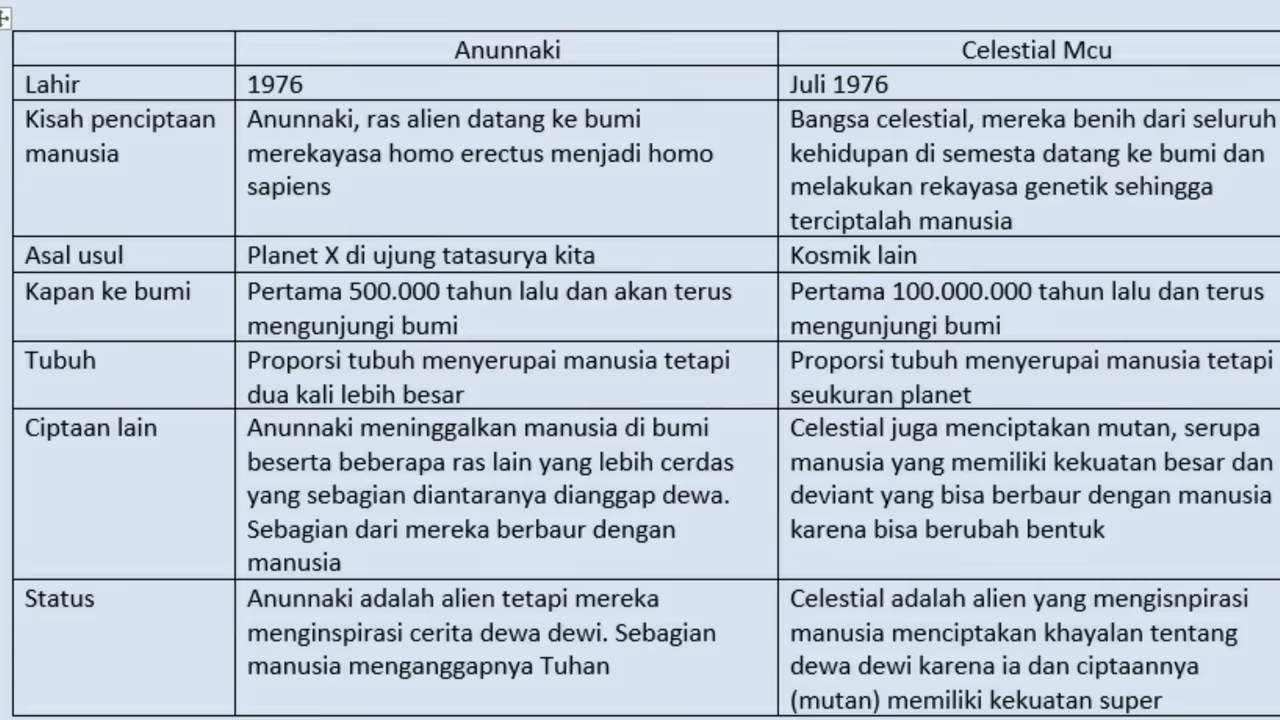 Anunnaki
Celestial Mcu
Lahir
1976
Juli 1976
Kisah penciptaan
manusia
Anunnaki, ras alien datang ke bumi
merekayasa homo erectus menjadi homo
sapiens
Bangsa celestial, mereka benih dari seluruh
kehidupan di semesta datang ke bumi dan
melakukan rekayasa genetik sehingga
terciptalah manusia
Asal usul
Planet X di ujung tatasurya kita
Kosmik lain
Kapan ke bumi
Pertama 500.000 tahun lalu dan akan terus
mengunjungi bumi
Pertama 100.000.000 tahun lalu dan terus
mengunjungi bumi
Tubuh
Proporsi tubuh menyerupai manusia tetapi
dua kali lebih besar
Proporsi tubuh menyerupai manusia tetapi
seukuran planet
Ciptaan lain
Anunnaki meninggalkan manusia di bumi
beserta beberapa ras lain yang lebih cerdas
yang sebagian diantaranya dianggap dewa.
Sebagian dari mereka berbaur dengan
manusia
Celestial juga menciptakan mutan, serupa
manusia yang memiliki kekuatan besar dan
deviant yang bisa berbaur dengan manusia
karena bisa berubah bentuk
Status
Anunnaki adalah alien tetapi mereka
menginspirasi cerita dewa dewi. Sebagian
manusia menganggapnya Tuhan
Celestial adalah alien yang mengisnpirasi
manusia menciptakan khayalan tentang
dewa dewi karena ia dan ciptaannya
(mutan) memiliki kekuatan super